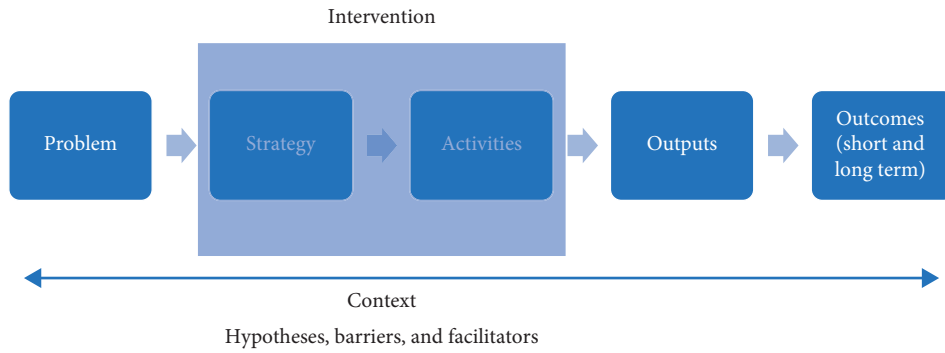 Intervention
Problem
Strategy
Activities
Outputs
Outcomes
(short and
long term)
Context
Hypotheses, barriers, and facilitators